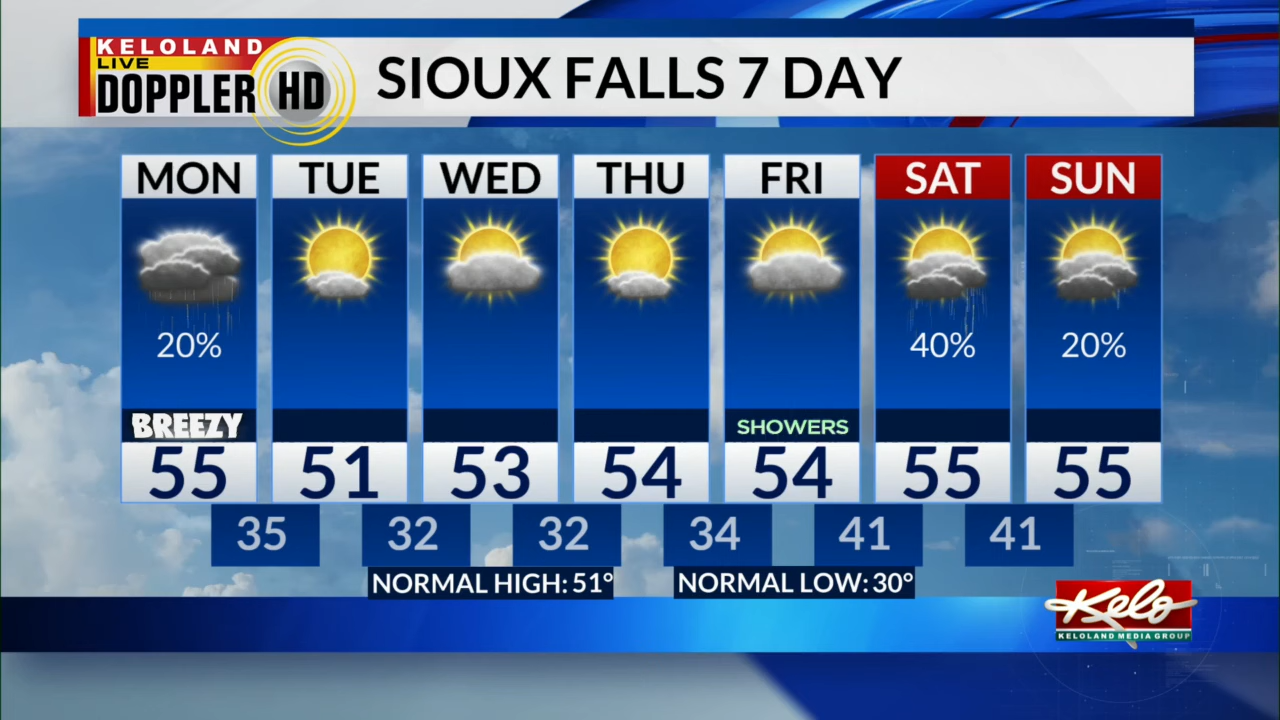 KELOLAND
LIVE
DOPPLER HD
SIOUX FALLS 7 DAY
MON TUE WED THU FRI SAT SUN
20% 40% 20%
BREEZY SHOWERS
55 51 53 54 54 55 55
35 32 32 34 41 41
NORMAL HIGH: 51° NORMAL LOW: 30°
Kelo
KELOLAND MEDIA GROUP